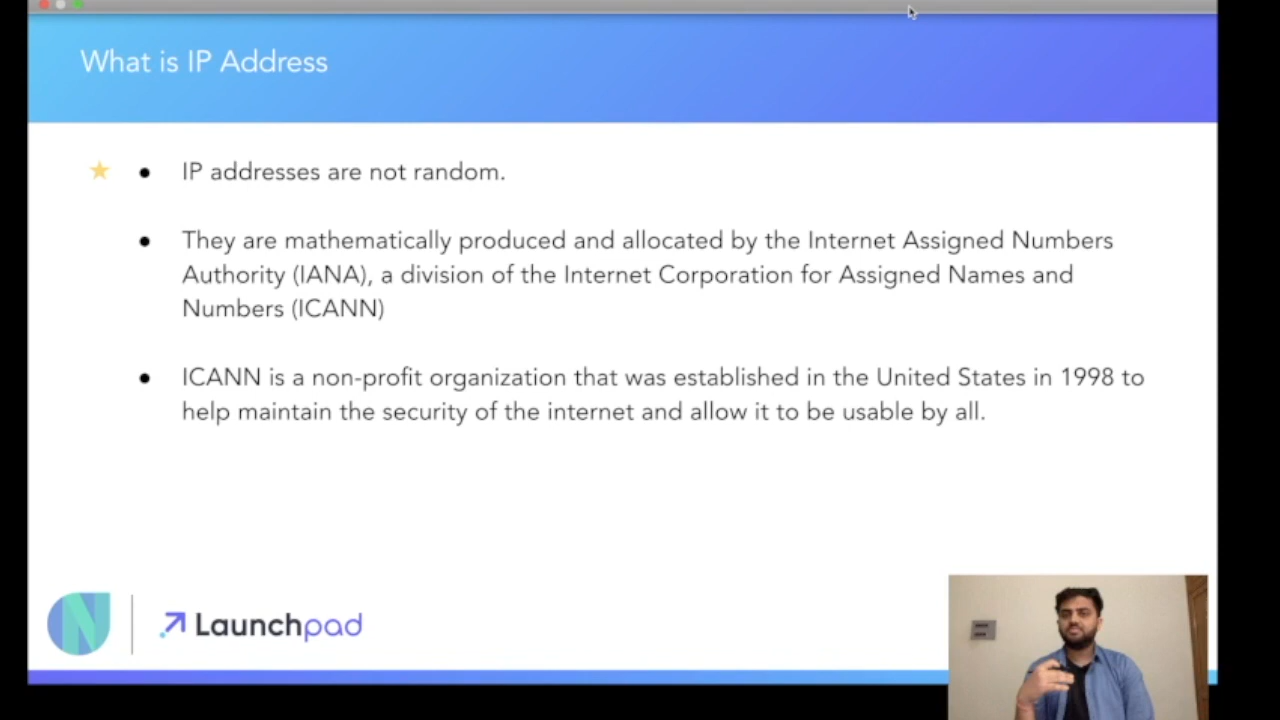 What is IP Address
IP addresses are not random.
They are mathematically produced and allocated by the Internet Assigned Numbers
Authority (IANA), a division of the Internet Corporation for Assigned Names and
Numbers (ICANN)
ICANN is a non-profit organization that was established in the United States in 1998 to
help maintain the security of the internet and allow it to be usable by all.
N
Launchpad